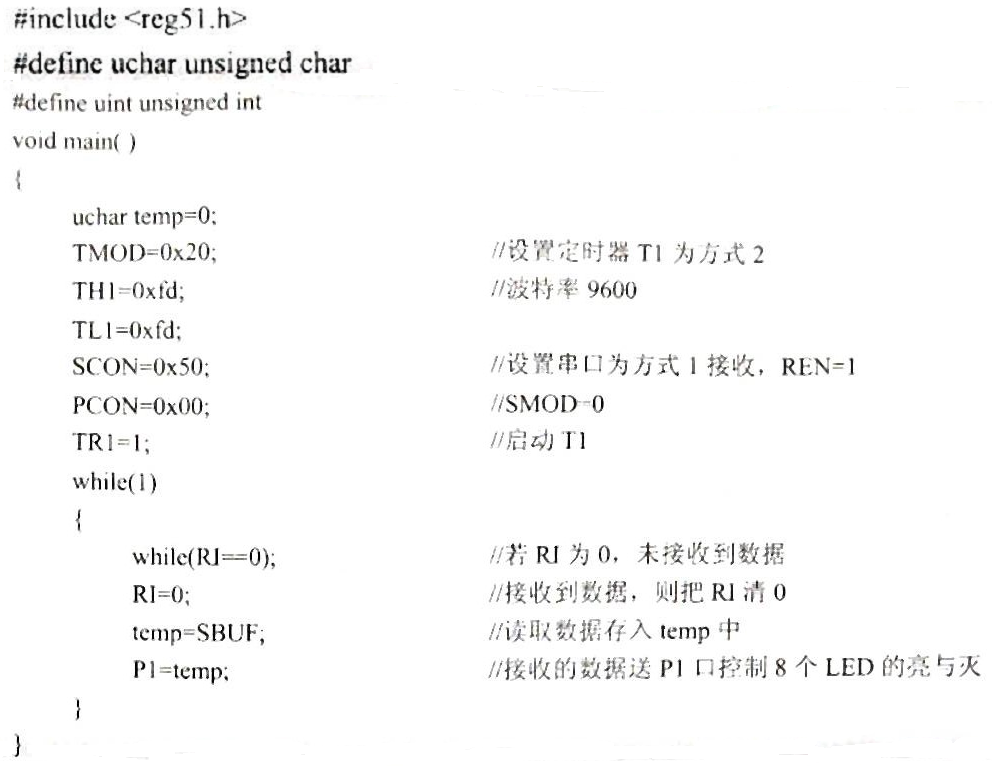 #include <reg51.h>
#define uchar unsigned char
#define uint unsigned int
void main( )
{
uchar temp=0;
TMOD=0x20; //设置定时器 T1 为方式 2
TH1=0xfd; //波特率 9600
TL1=0xfd;
SCON=0x50; //设置串口为方式 1 接收，REN=1
PCON=0x00; //SMOD=0
TR1=1; //启动 T1
while(1)
{
while(RI==0); //若 RI 为 0，未接收到数据
RI=0; //接收到数据，则把 RI 清 0
temp=SBUF; //读取数据存入 temp 中
P1=temp; //接收的数据送 P1 口控制 8 个 LED 的亮与灭
}
}